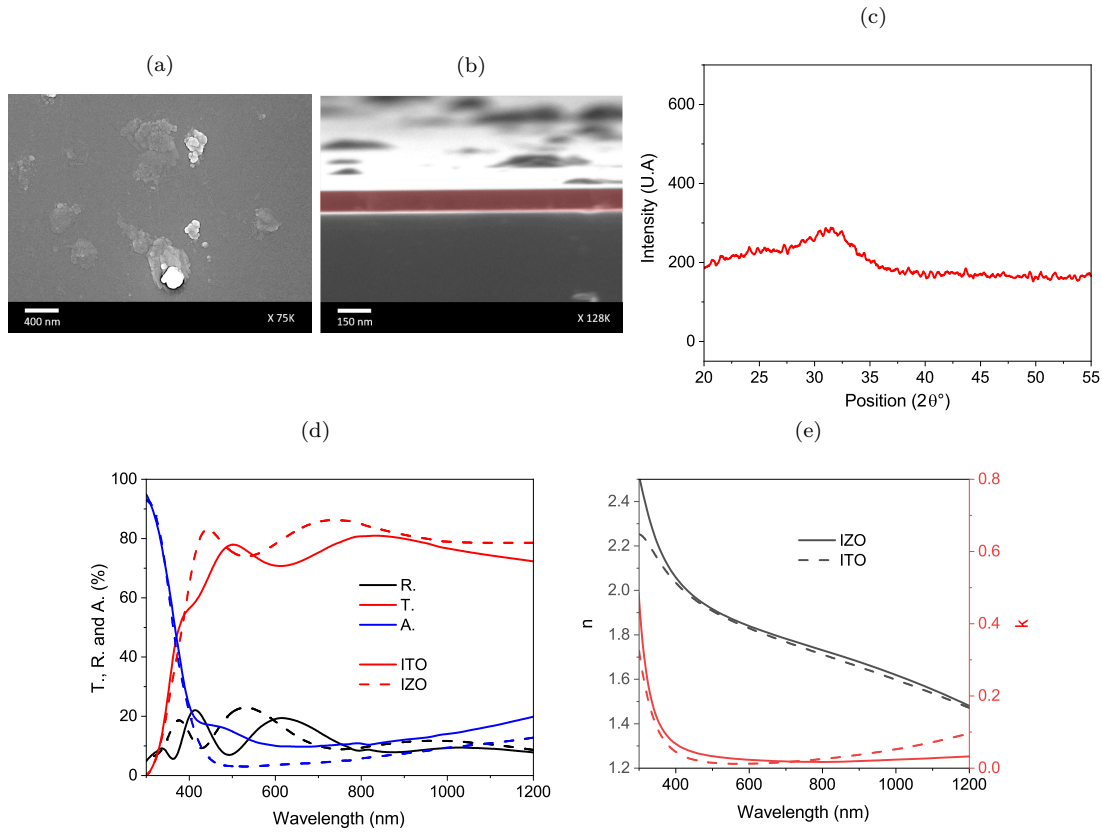 (a)
(b)
(c)
400 nm
X 75K
150 nm
X 128K
Intensity (U.A)
600
400
200
0
20
25
30
35
40
45
50
55
Position (2θ°)
(d)
(e)
T., R. and A. (%)
100
80
60
40
20
0
R.
T.
A.
ITO
IZO
400
600
800
1000
1200
Wavelength (nm)
n
2.4
2.2
2.0
1.8
1.6
1.4
1.2
IZO
ITO
0.8
0.6
0.4
0.2
0.0
k
400
600
800
1000
1200
Wavelength (nm)